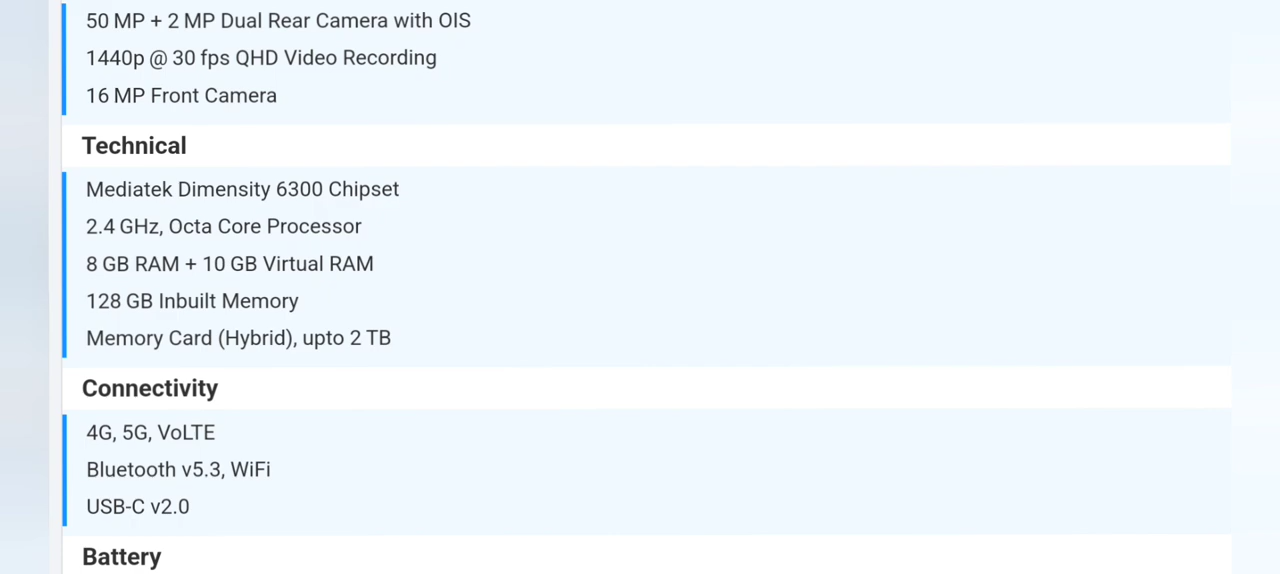 50 MP + 2 MP Dual Rear Camera with OIS
1440p @ 30 fps QHD Video Recording
16 MP Front Camera
Technical
Mediatek Dimensity 6300 Chipset
2.4 GHz, Octa Core Processor
8 GB RAM + 10 GB Virtual RAM
128 GB Inbuilt Memory
Memory Card (Hybrid), upto 2 TB
Connectivity
4G, 5G, VoLTE
Bluetooth v5.3, WiFi
USB-C v2.0
Battery